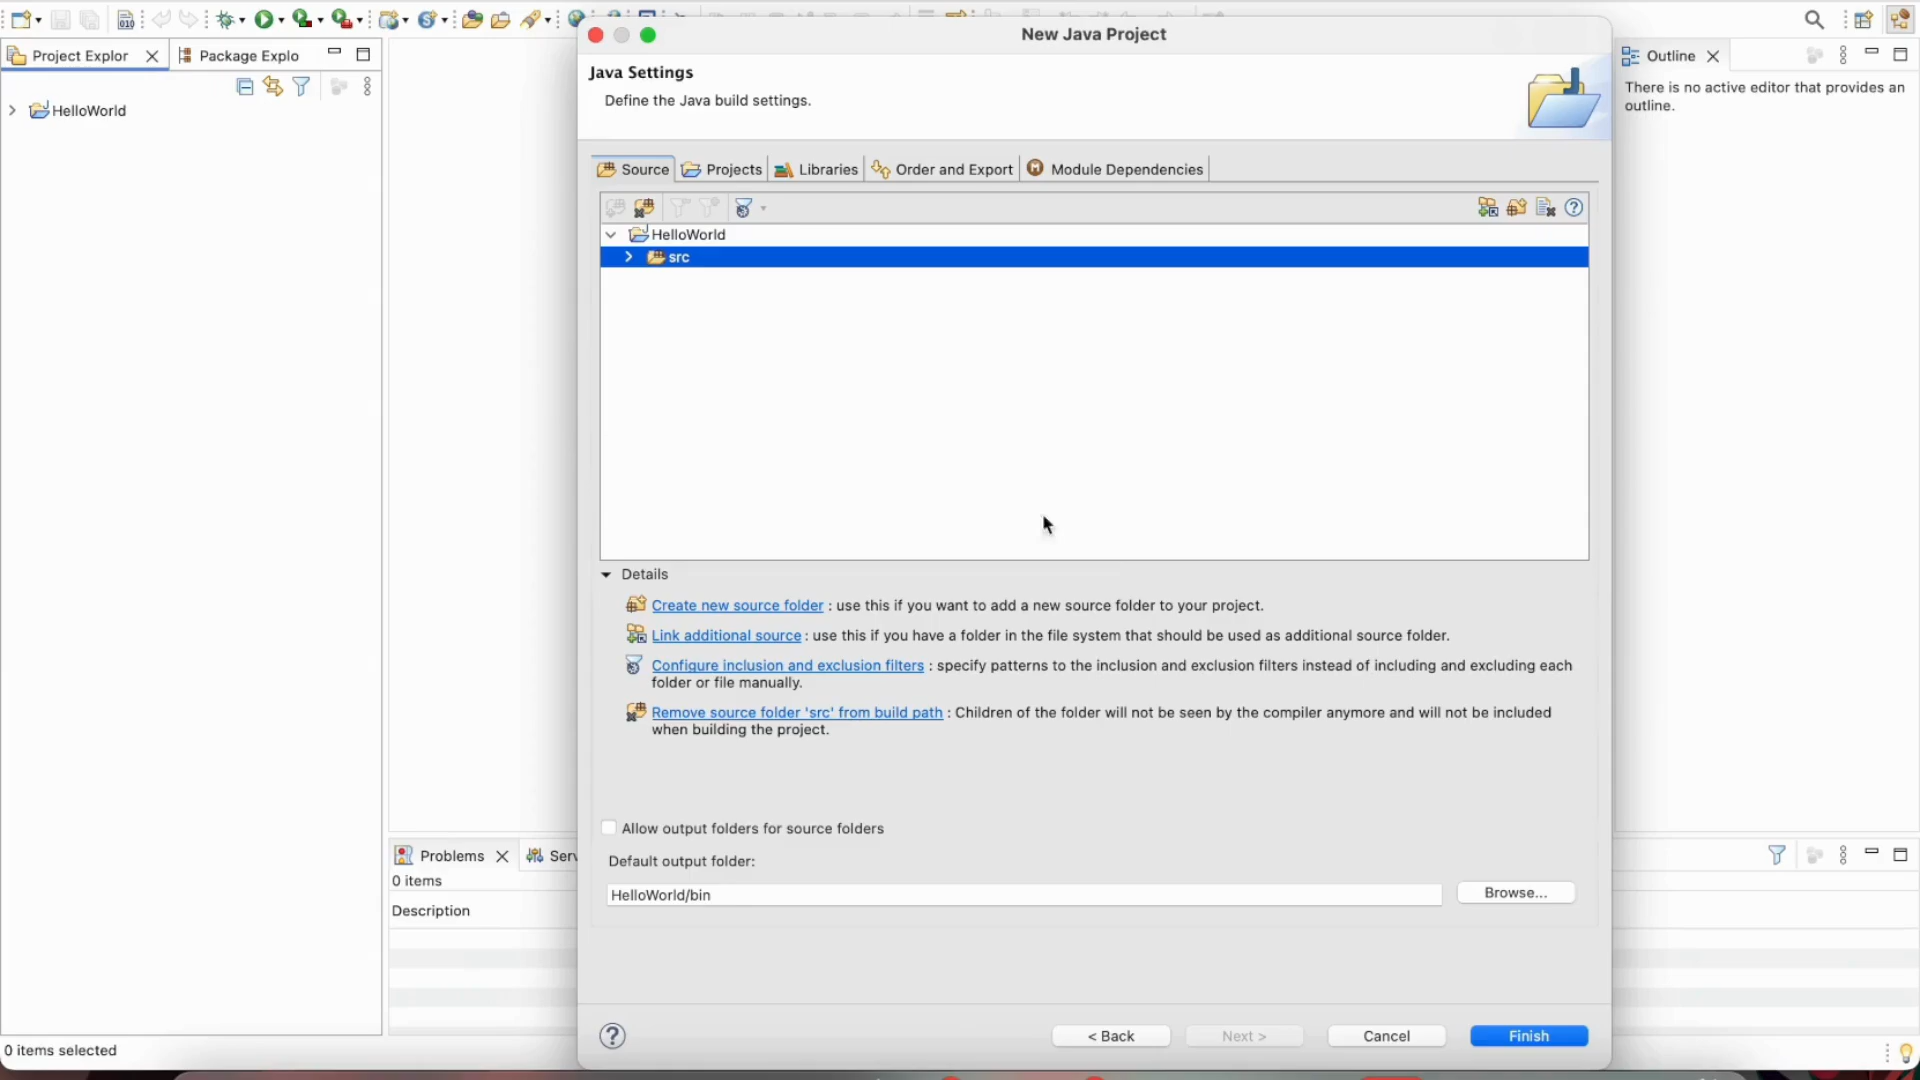 New Java Project
Project Explor
Package Explo
HelloWorld
Java Settings
Define the Java build settings.
Outline
There is no active editor that provides an
outline.
Source
Projects
Libraries
Order and Export
Module Dependencies
HelloWorld
src
Details
Create new source folder : use this if you want to add a new source folder to your project.
Link additional source : use this if you have a folder in the file system that should be used as additional source folder.
Configure inclusion and exclusion filters : specify patterns to the inclusion and exclusion filters instead of including and excluding each
folder or file manually.
Remove source folder 'src' from build path : Children of the folder will not be seen by the compiler anymore and will not be included
when building the project.
Allow output folders for source folders
Default output folder:
HelloWorld/bin
Browse...
Problems
Serv
0 items
Description
< Back
Next >
Cancel
Finish
0 items selected